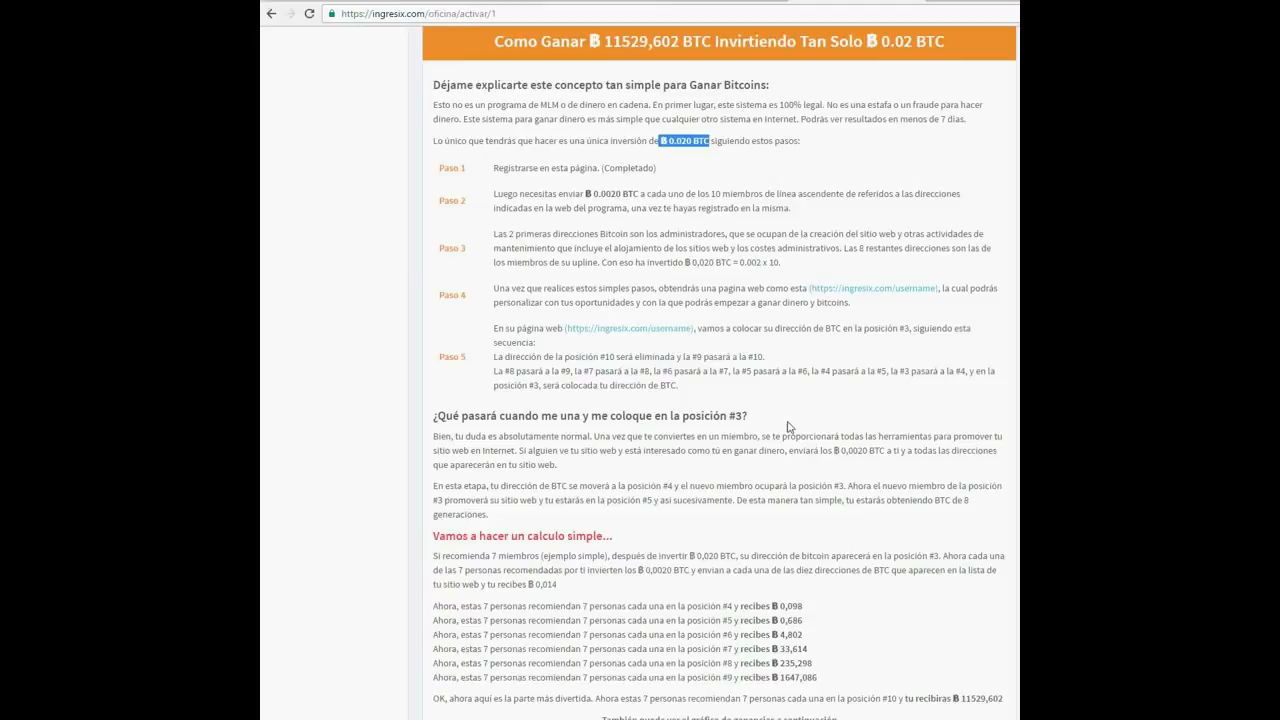 https://ingresix.com/oficina/activar/1
Como Ganar ฿ 11529,602 BTC Invirtiendo Tan Solo ฿ 0.02 BTC
Déjame explicarte este concepto tan simple para Ganar Bitcoins:
Esto no es un programa de MLM o de dinero en cadena. En primer lugar, este sistema es 100% legal. No es una estafa o un fraude para hacer
dinero. Este sistema para ganar dinero es más simple que cualquier otro sistema en Internet. Podrás ver resultados en menos de 7 días.
Lo único que tendrás que hacer es una única inversión de ฿ 0.020 BTC siguiendo estos pasos:
Paso 1 Registrarse en esta página. (Completado)
Paso 2 Luego necesitas enviar ฿ 0.0020 BTC a cada uno de los 10 miembros de línea ascendente de referidos a las direcciones
indicadas en la web del programa, una vez te hayas registrado en la misma.
Paso 3 Las 2 primeras direcciones Bitcoin son los administradores, que se ocupan de la creación del sitio web y otras actividades de
mantenimiento que incluye el alojamiento de los sitios web y los costes administrativos. Las 8 restantes direcciones son las de
los miembros de su upline. Con eso ha invertido ฿ 0,020 BTC = 0.002 x 10.
Paso 4 Una vez que realices estos simples pasos, obtendrás una pagina web como esta (https://ingresix.com/username), la cual podrás
personalizar con tus oportunidades y con la que podrás empezar a ganar dinero y bitcoins.
Paso 5 En su página web (https://ingresix.com/username), vamos a colocar su dirección de BTC en la posición #3, siguiendo esta
secuencia:
La dirección de la posición #10 será eliminada y la #9 pasará a la #10.
La #8 pasará a la #9, la #7 pasará a la #8, la #6 pasará a la #7, la #5 pasará a la #6, la #4 pasará a la #5, la #3 pasará a la #4, y en la
posición #3, será colocada tu dirección de BTC.
¿Qué pasará cuando me una y me coloque en la posición #3?
Bien, tu duda es absolutamente normal. Una vez que te conviertes en un miembro, se te proporcionará todas las herramientas para promover tu
sitio web en Internet. Si alguien ve tu sitio web y está interesado como tú en ganar dinero, enviará los ฿ 0,0020 BTC a ti y a todas las direcciones
que aparecerán en tu sitio web.
En esta etapa, tu dirección de BTC se moverá a la posición #4 y el nuevo miembro ocupará la posición #3. Ahora el nuevo miembro de la posición
#3 promoverá su sitio web y tu estarás en la posición #5 y asi sucesivamente. De esta manera tan simple, tu estarás obteniendo BTC de 8
generaciones.
Vamos a hacer un calculo simple...
Si recomienda 7 miembros (ejemplo simple), después de invertir ฿ 0,020 BTC, su dirección de bitcoin aparecerá en la posición #3. Ahora cada una
de las 7 personas recomendadas por ti invierten los ฿ 0,0020 BTC y envian a cada una de las diez direcciones de BTC que aparecen en la lista de
tu sitio web y tu recibes ฿ 0,014
Ahora, estas 7 personas recomiendan 7 personas cada una en la posición #4 y recibes ฿ 0,098
Ahora, estas 7 personas recomiendan 7 personas cada una en la posición #5 y recibes ฿ 0,686
Ahora, estas 7 personas recomiendan 7 personas cada una en la posición #6 y recibes ฿ 4,802
Ahora, estas 7 personas recomiendan 7 personas cada una en la posición #7 y recibes ฿ 33,614
Ahora, estas 7 personas recomiendan 7 personas cada una en la posición #8 y recibes ฿ 235,298
Ahora, estas 7 personas recomiendan 7 personas cada una en la posición #9 y recibes ฿ 1647,086
OK, ahora aquí es la parte más divertida. Ahora estas 7 personas recomiendan 7 personas cada una en la posición #10 y tu recibiras ฿ 11529,602
También puede ver el gráfico de ganancias a continuación